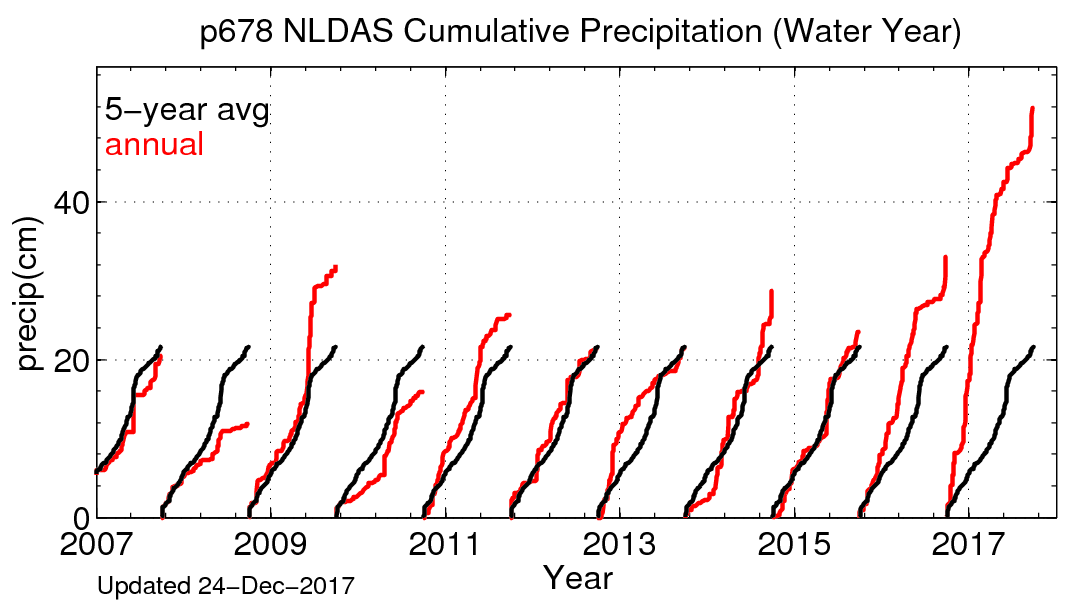 p678 NLDAS Cumulative Precipitation (Water Year)
5−year avg
annual
40
20
0
precip(cm)
2007 2009 2011 2013 2015 2017
Year
Updated 24−Dec−2017